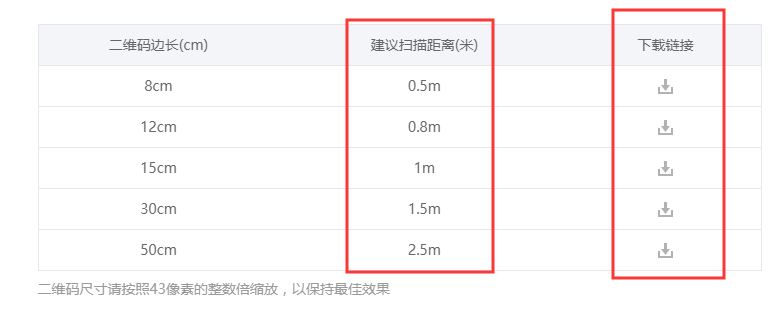 二维码边长(cm) 建议扫描距离(米) 下载链接
8cm 0.5m
12cm 0.8m
15cm 1m
30cm 1.5m
50cm 2.5m
二维码尺寸请按照43像素的整数倍缩放，以保持最佳效果